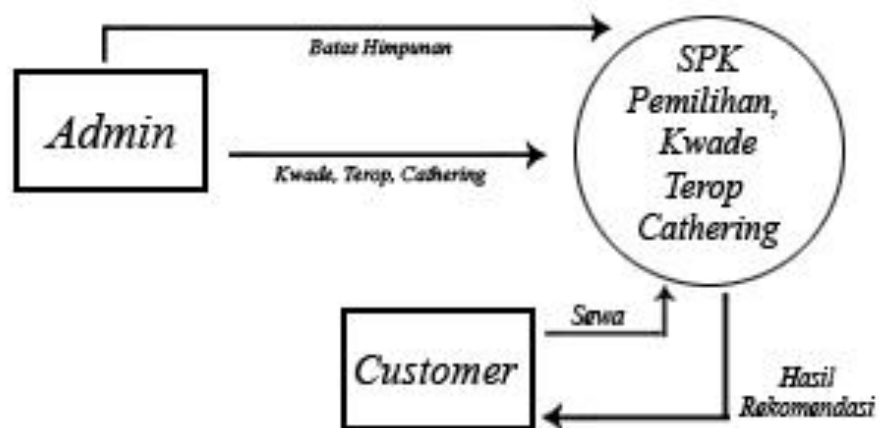 Batas Himpunan
SPK
Pemilihan,
Kwade
Terop
Cathering
Admin
Kwade, Terop, Cathering
Customer
Sewa
Hasil
Rekomendasi